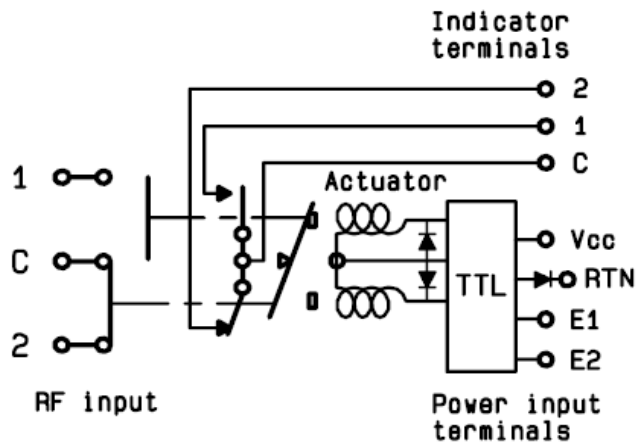 Indicator
terminals
2
1
C
1
Actuator
C
Vcc
TTL
RTN
E1
2
E2
RF input
Power input
terminals